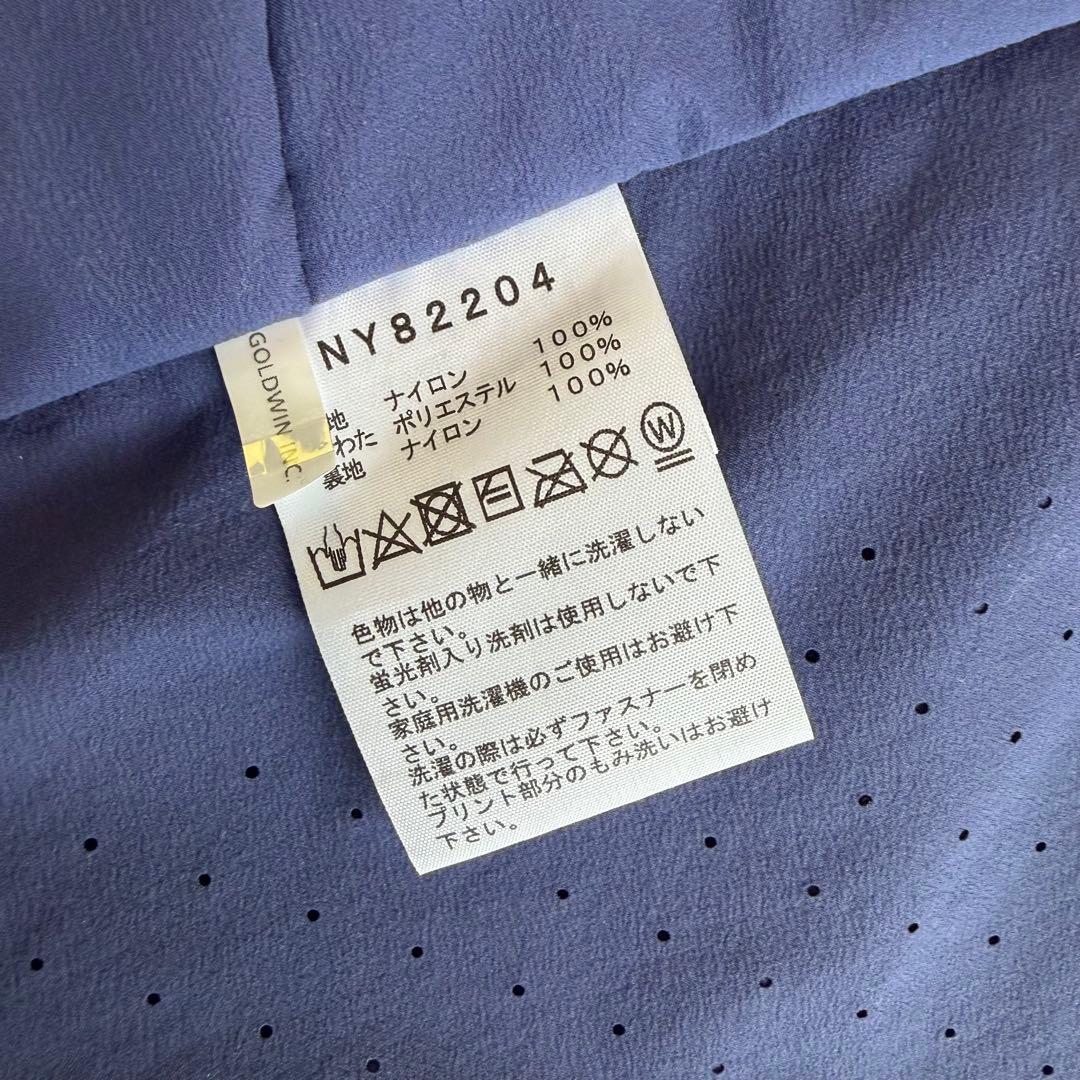 NY82204
GOLDWIN INC.
地 ナイロン 100%
わた ポリエステル 100%
裏地 ナイロン 100%
W
色物は他の物と一緒に洗濯しない
で下さい。
蛍光剤入り洗剤は使用しないで下
さい。
家庭用洗濯機のご使用はお避け下
さい。
洗濯の際は必ずファスナーを閉め
た状態で行って下さい。
プリント部分のもみ洗いはお避け
下さい。